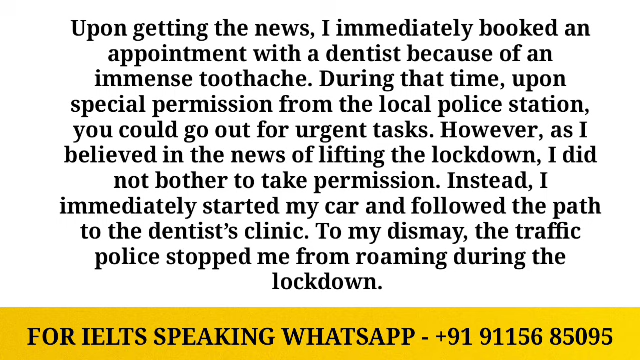 Upon getting the news, I immediately booked an
appointment with a dentist because of an
immense toothache. During that time, upon
special permission from the local police station,
you could go out for urgent tasks. However, as I
believed in the news of lifting the lockdown, I did
not bother to take permission. Instead, I
immediately started my car and followed the path
to the dentist’s clinic. To my dismay, the traffic
police stopped me from roaming during the
lockdown.
FOR IELTS SPEAKING WHATSAPP - +91 91156 85095